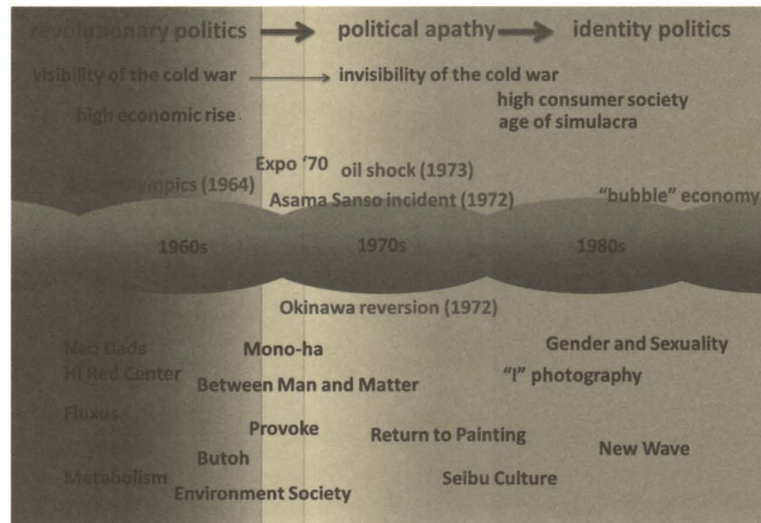 revolutionary politics → political apathy → identity politics
visibility of the cold war → invisibility of the cold war
high consumer society
high economic rise
age of simulacra
Expo ‘70
oil shock (1973)
Olympics (1964)
Asama Sanso incident (1972)
“bubble” economy
1960s
1970s
1980s
Okinawa reversion (1972)
Neo Dada
Mono-ha
Gender and Sexuality
Hi Red Center
Between Man and Matter
“I” photography
Fluxus
Provoke
Return to Painting
New Wave
Butoh
Metabolism
Seibu Culture
Environment Society